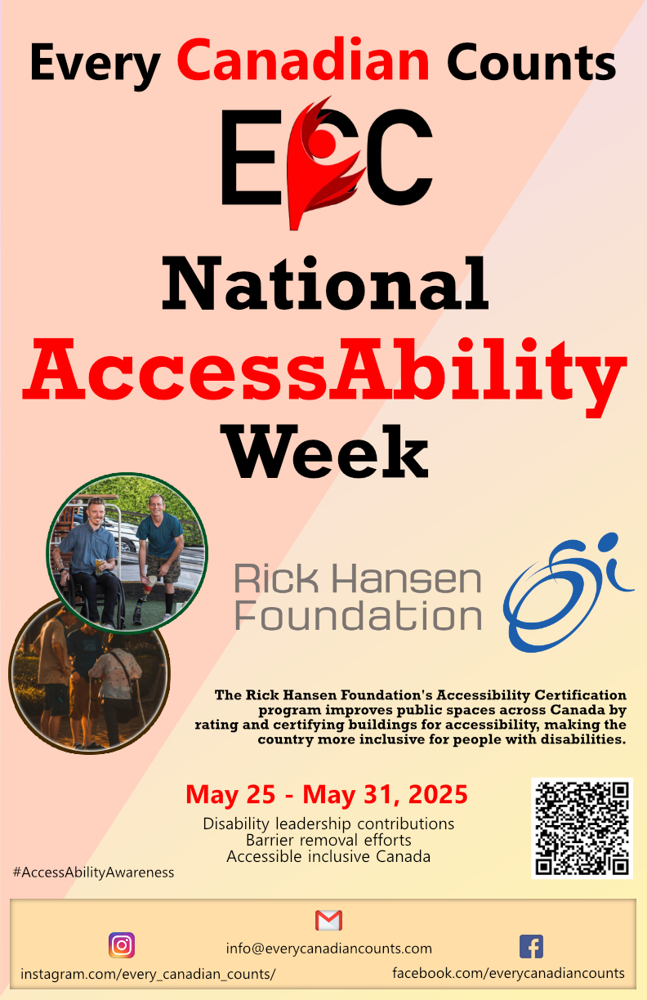 Every Canadian Counts
ECC
National
AccessAbility
Week
Rick Hansen
Foundation
The Rick Hansen Foundation's Accessibility Certification
program improves public spaces across Canada by
rating and certifying buildings for accessibility, making the
country more inclusive for people with disabilities.
May 25 - May 31, 2025
Disability leadership contributions
Barrier removal efforts
Accessible inclusive Canada
#AccessAbilityAwareness
info@everycanadiancounts.com
instagram.com/every_canadian_counts/
facebook.com/everycanadiancounts